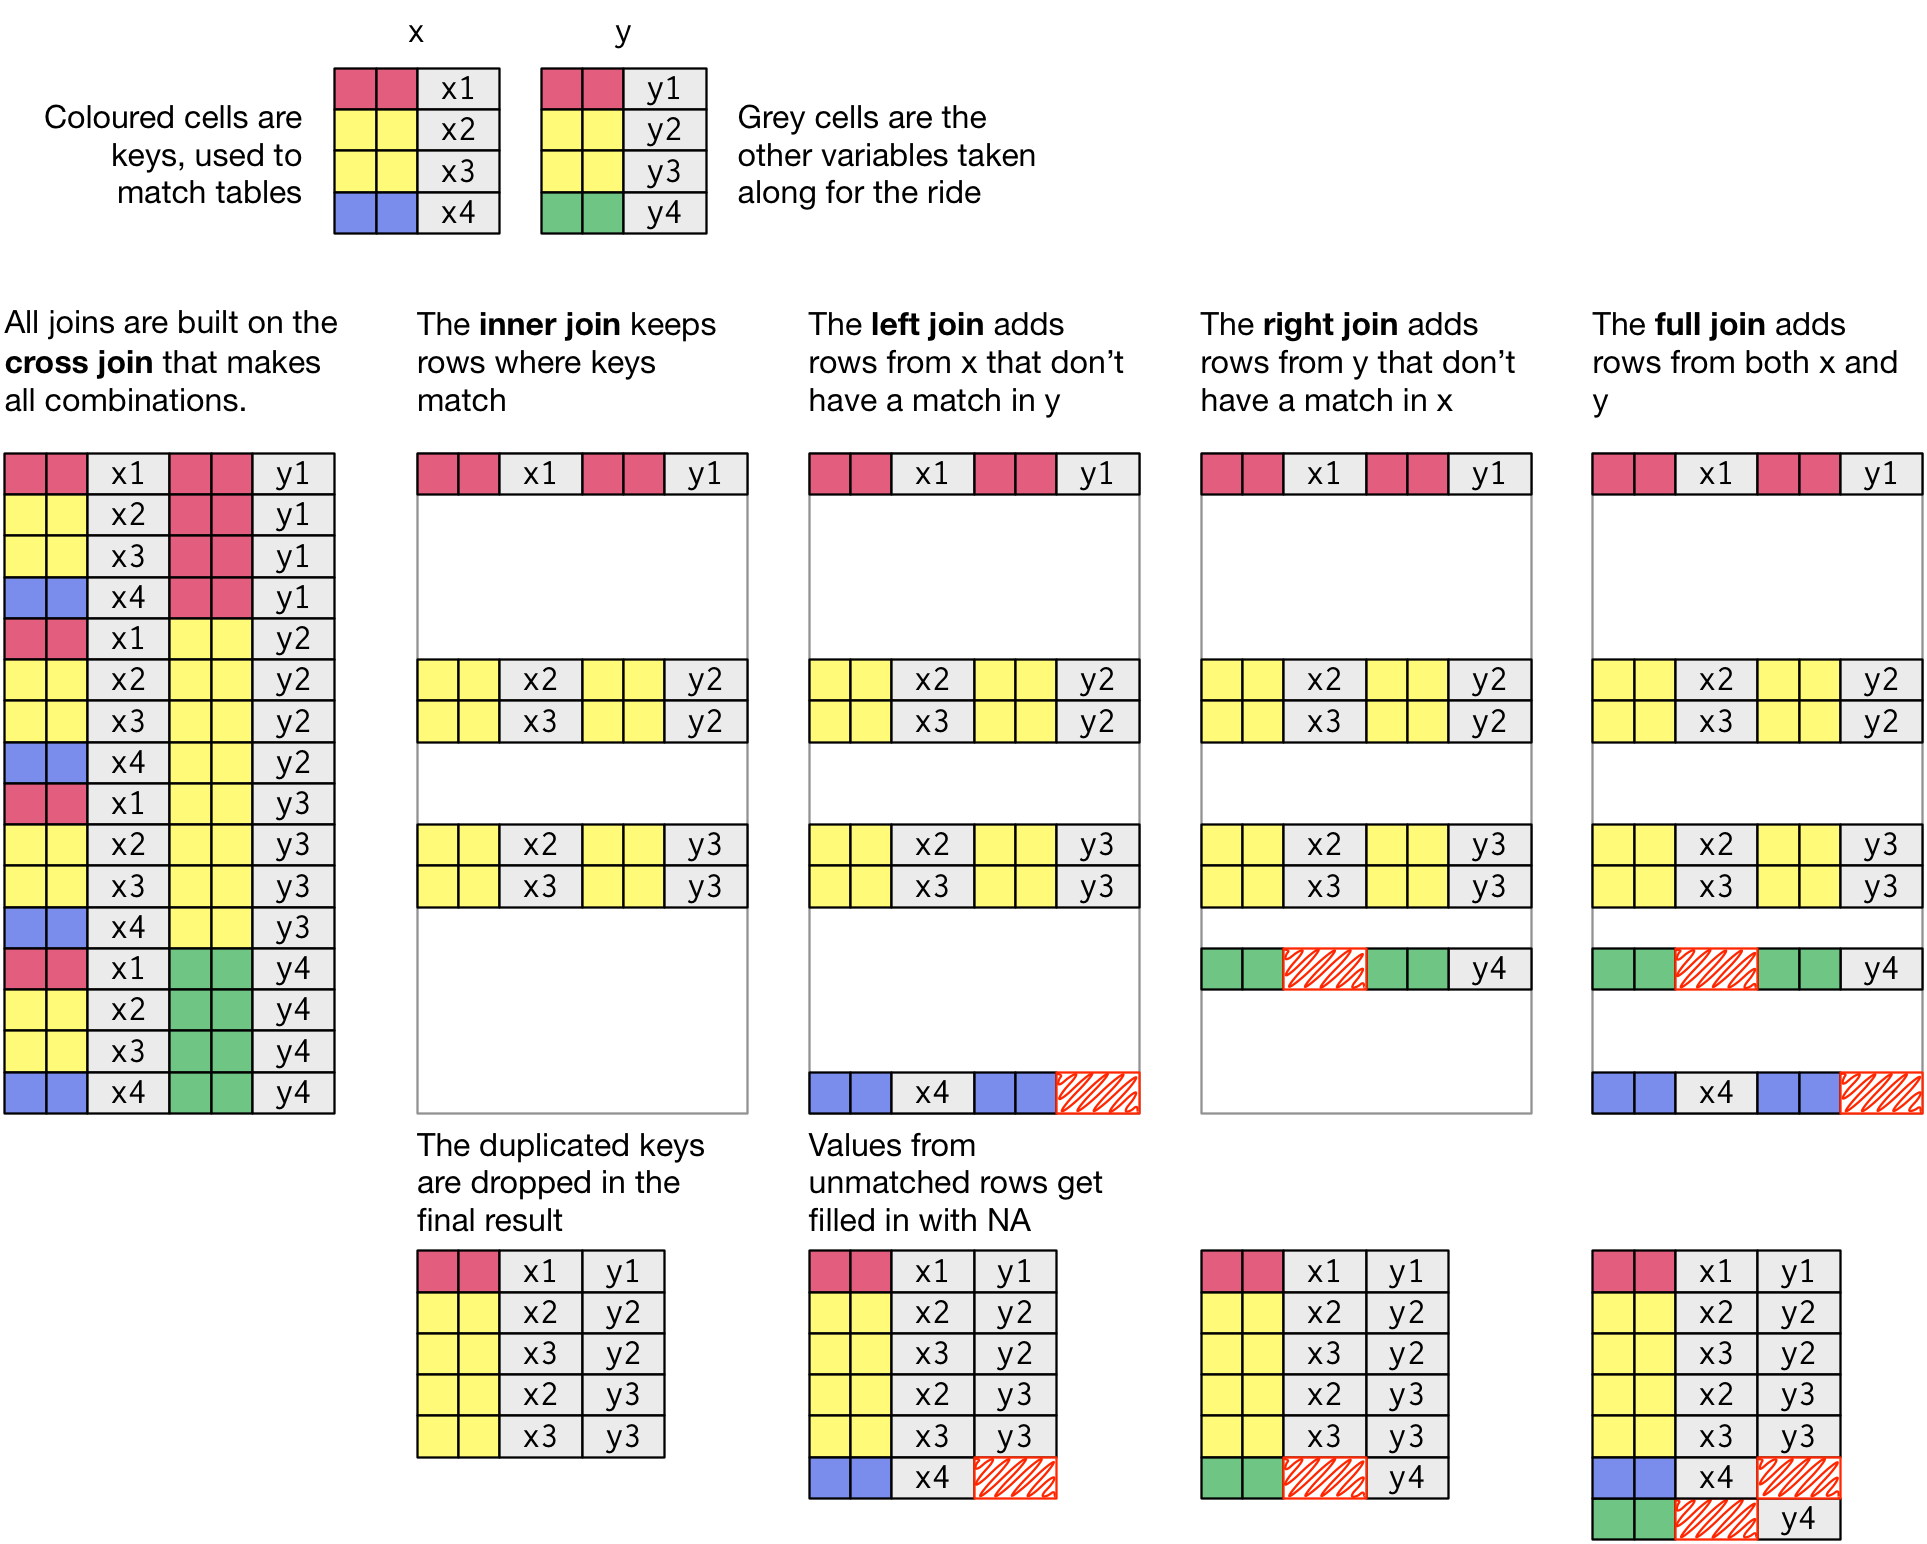 x
y
Coloured cells are
keys, used to
match tables
x1
x2
x3
x4
y1
y2
y3
y4
Grey cells are the
other variables taken
along for the ride
All joins are built on the
cross join that makes
all combinations.
x1 y1
x2 y1
x3 y1
x4 y1
x1 y2
x2 y2
x3 y2
x4 y2
x1 y3
x2 y3
x3 y3
x4 y3
x1 y4
x2 y4
x3 y4
x4 y4
The inner join keeps
rows where keys
match
x1 y1
x2 y2
x3 y2
x2 y3
x3 y3
The duplicated keys
are dropped in the
final result
x1 y1
x2 y2
x3 y2
x2 y3
x3 y3
The left join adds
rows from x that don’t
have a match in y
x1 y1
x2 y2
x3 y2
x2 y3
x3 y3
x4
Values from
unmatched rows get
filled in with NA
x1 y1
x2 y2
x3 y2
x2 y3
x3 y3
x4
The right join adds
rows from y that don’t
have a match in x
x1 y1
x2 y2
x3 y2
x2 y3
x3 y3
y4
x1 y1
x2 y2
x3 y2
x2 y3
x3 y3
y4
The full join adds
rows from both x and
y
x1 y1
x2 y2
x3 y2
x2 y3
x3 y3
y4
x4
x1 y1
x2 y2
x3 y2
x2 y3
x3 y3
x4
y4